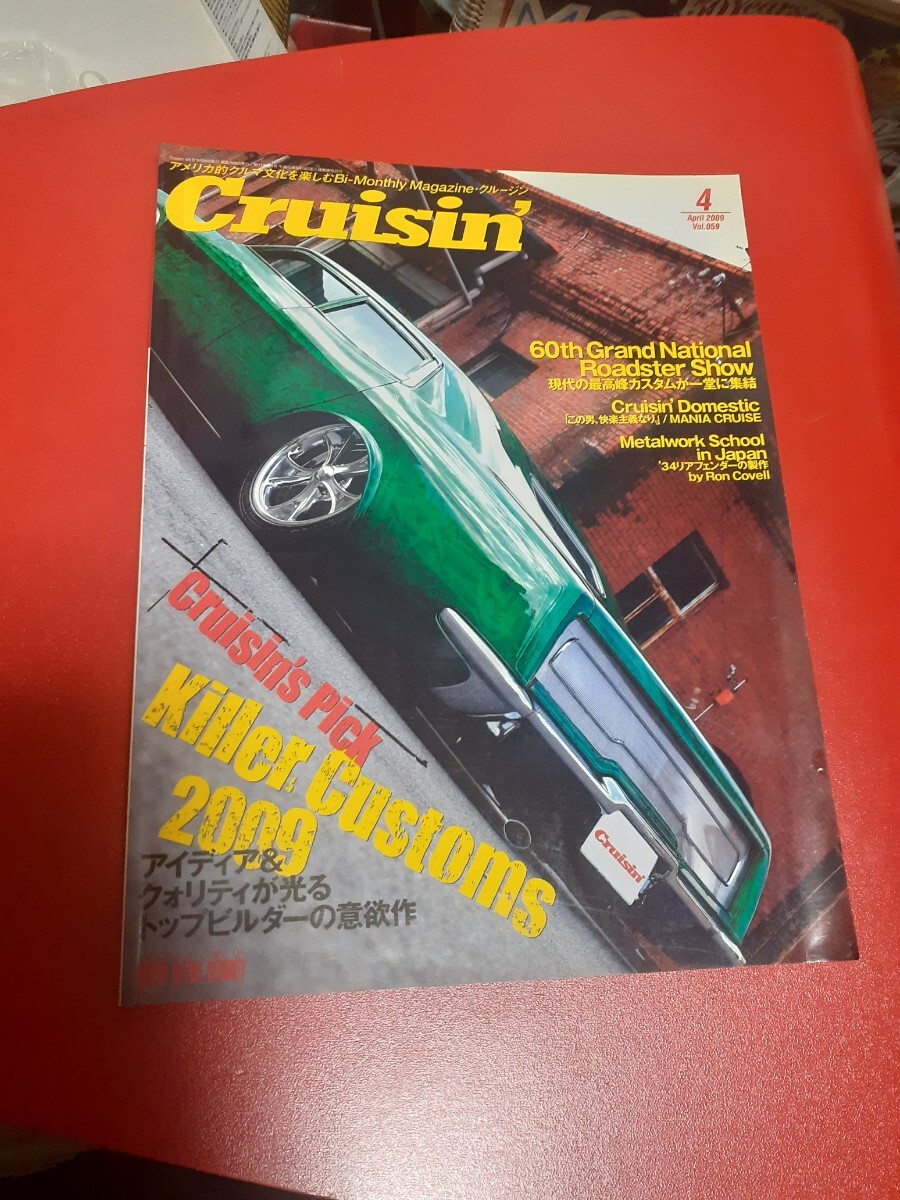 アメリカ的クルマ文化を楽しむBi-Monthly Magazine・クルージン
Cruisin'
4
April 2009
Vol.059
60th Grand National
Roadster Show
現代の最高峰カスタムが一堂に集結
Cruisin' Domestic
「この男、快楽主義なり。」/ MANIA CRUISE
Metalwork School
in Japan
'34リアフェンダーの製作
by Ron Covell
Cruisin's Pick
Killer Customs
2009
アイディア&
クォリティが光る
トップビルダーの意欲作
Cruisin'